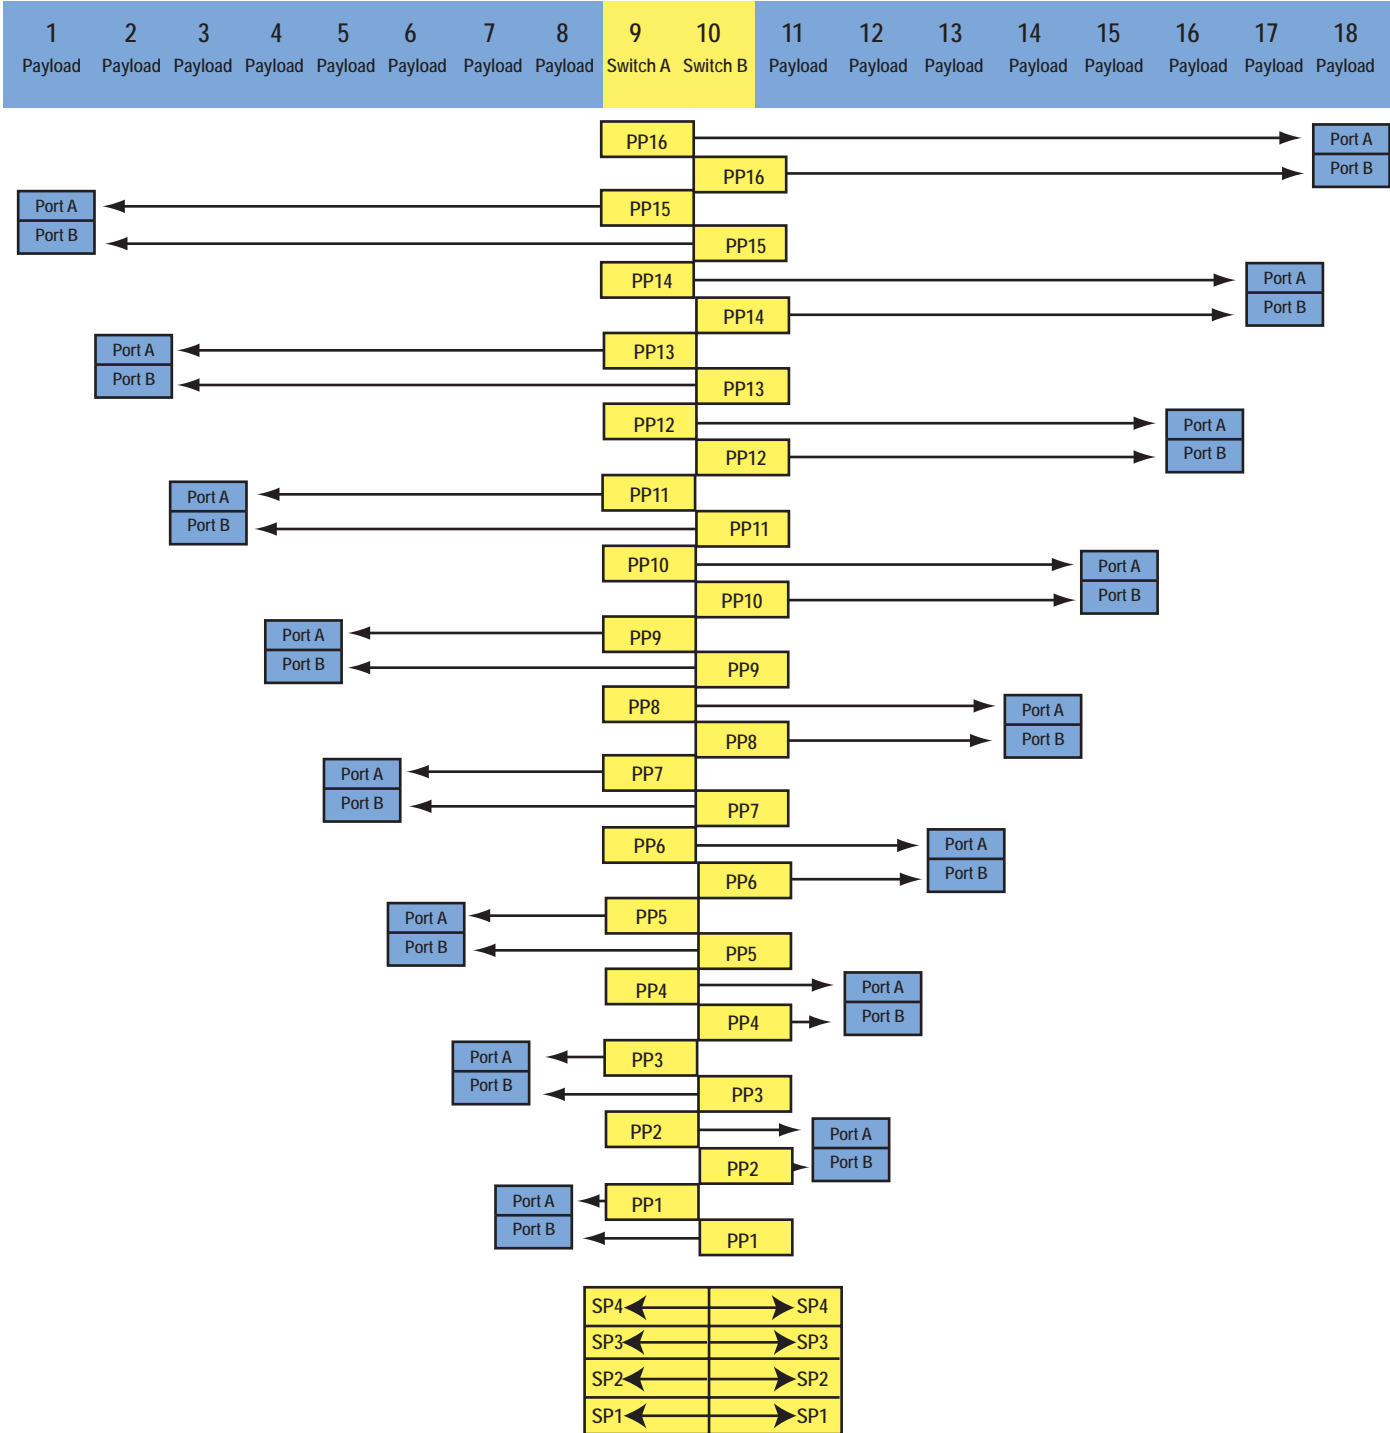 1 2 3 4 5 6 7 8 9 10 11 12 13 14 15 16 17 18
Payload Payload Payload Payload Payload Payload Payload Payload Switch A Switch B Payload Payload Payload Payload Payload Payload Payload Payload
PP16 Port A
PP16 Port B
Port A PP15
Port B PP15
PP14 Port A
PP14 Port B
Port A PP13
Port B PP13
PP12 Port A
PP12 Port B
Port A PP11
Port B PP11
PP10 Port A
PP10 Port B
Port A PP9
Port B PP9
PP8 Port A
PP8 Port B
Port A PP7
Port B PP7
PP6 Port A
PP6 Port B
Port A PP5
Port B PP5
PP4 Port A
PP4 Port B
Port A PP3
Port B PP3
PP2 Port A
PP2 Port B
Port A PP1
Port B PP1
SP4 SP4
SP3 SP3
SP2 SP2
SP1 SP1